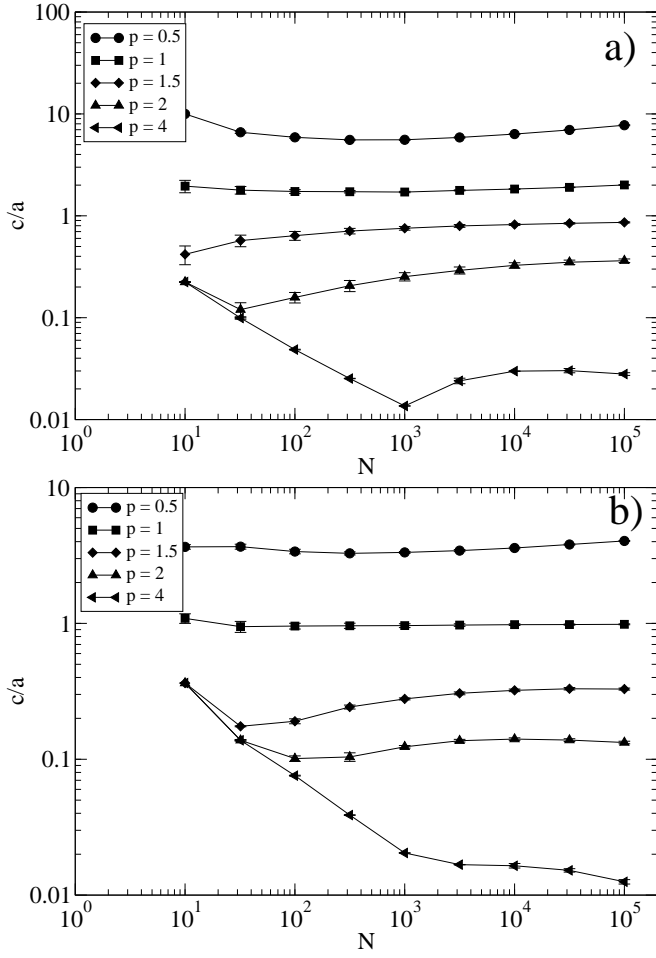 100
a)
p = 0.5
p = 1
p = 1.5
p = 2
p = 4
10
1
0.1
0.01
c/a
10^0 10^1 10^2 10^3 10^4 10^5
N
10
b)
p = 0.5
p = 1
p = 1.5
p = 2
p = 4
1
0.1
0.01
c/a
10^0 10^1 10^2 10^3 10^4 10^5
N